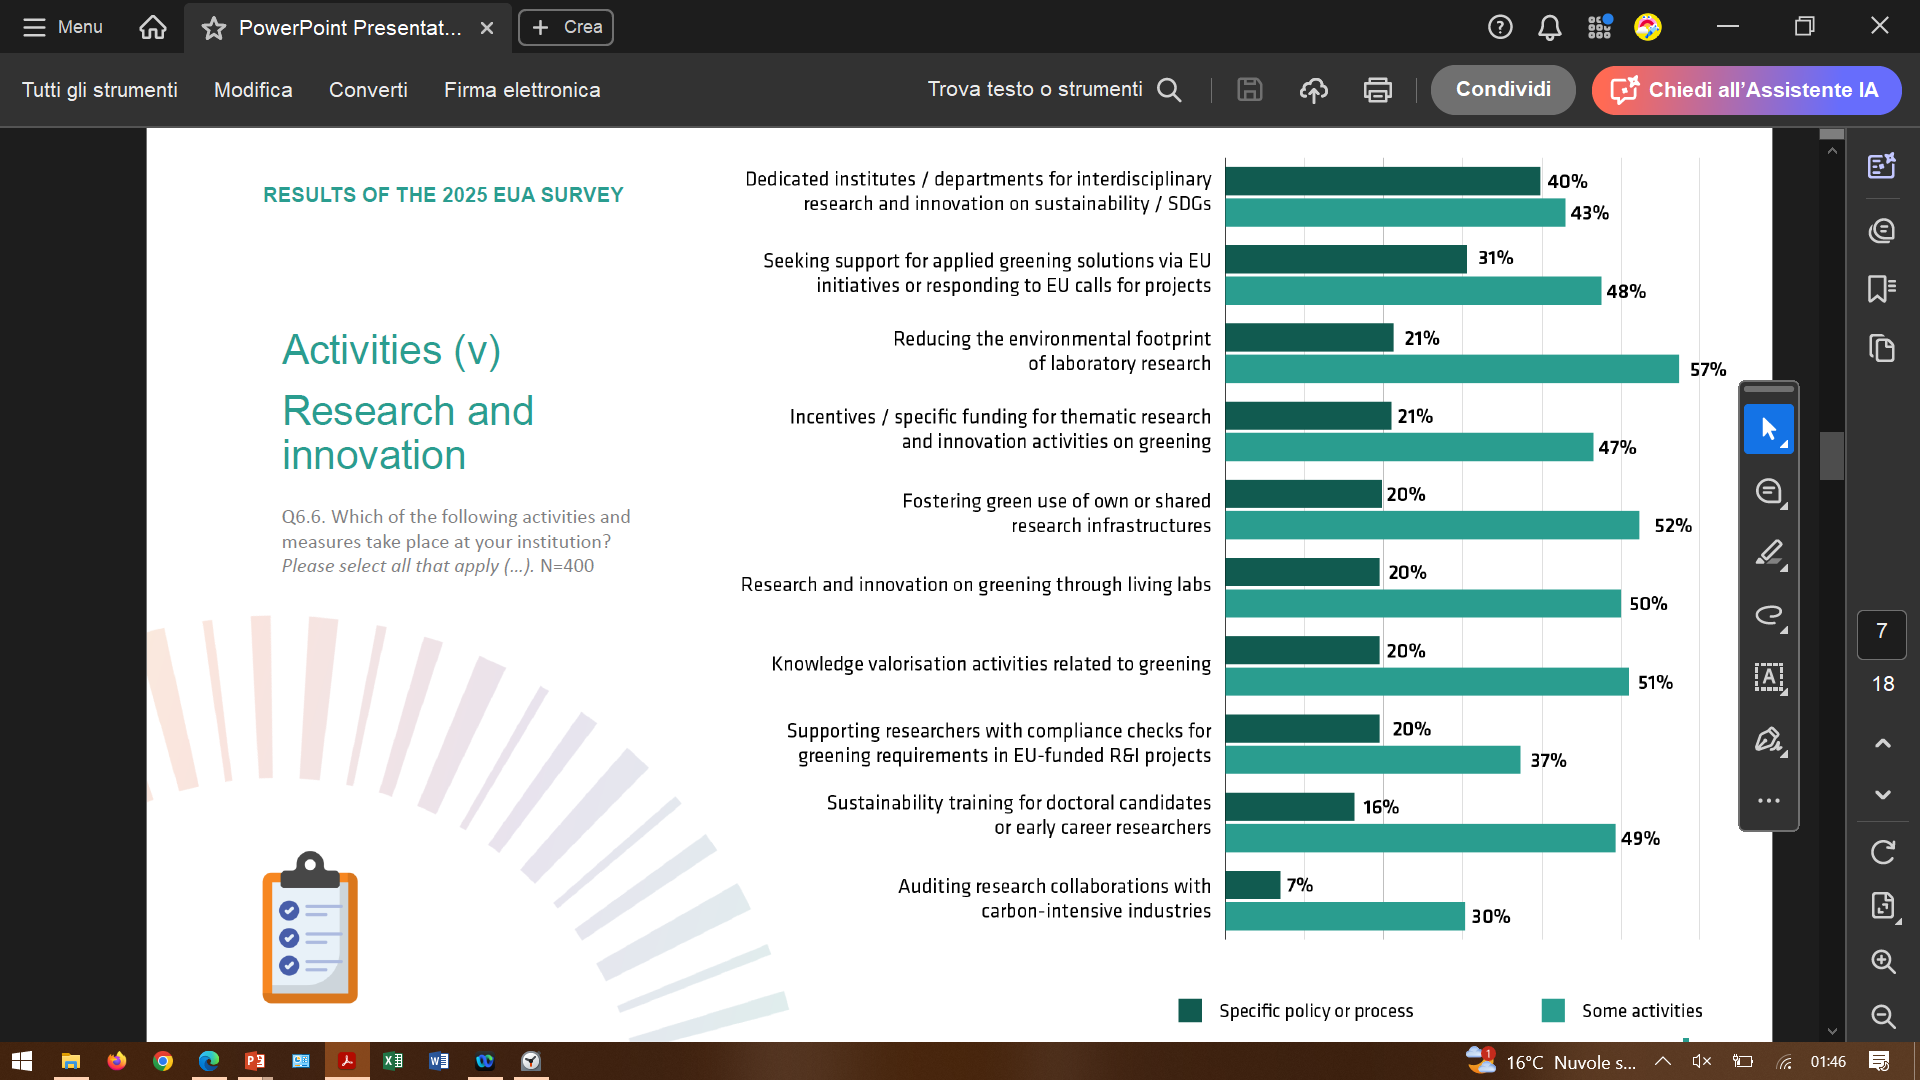 Menu
PowerPoint Presentat...
Crea
Tutti gli strumenti
Modifica
Converti
Firma elettronica
Trova testo o strumenti
Condividi
Chiedi all'Assistente IA
RESULTS OF THE 2025 EUA SURVEY
Activities (v)
Research and
innovation
Q6.6. Which of the following activities and
measures take place at your institution?
Please select all that apply (...). N=400
Dedicated institutes / departments for interdisciplinary
research and innovation on sustainability / SDGs
40%
43%
Seeking support for applied greening solutions via EU
initiatives or responding to EU calls for projects
31%
48%
Reducing the environmental footprint
of laboratory research
21%
57%
Incentives / specific funding for thematic research
and innovation activities on greening
21%
47%
Fostering green use of own or shared
research infrastructures
20%
52%
Research and innovation on greening through living labs
20%
50%
Knowledge valorisation activities related to greening
20%
51%
Supporting researchers with compliance checks for
greening requirements in EU-funded R&I projects
20%
37%
Sustainability training for doctoral candidates
or early career researchers
16%
49%
Auditing research collaborations with
carbon-intensive industries
7%
30%
Specific policy or process
Some activities
7
18
1
16°C Nuvole s...
01:46